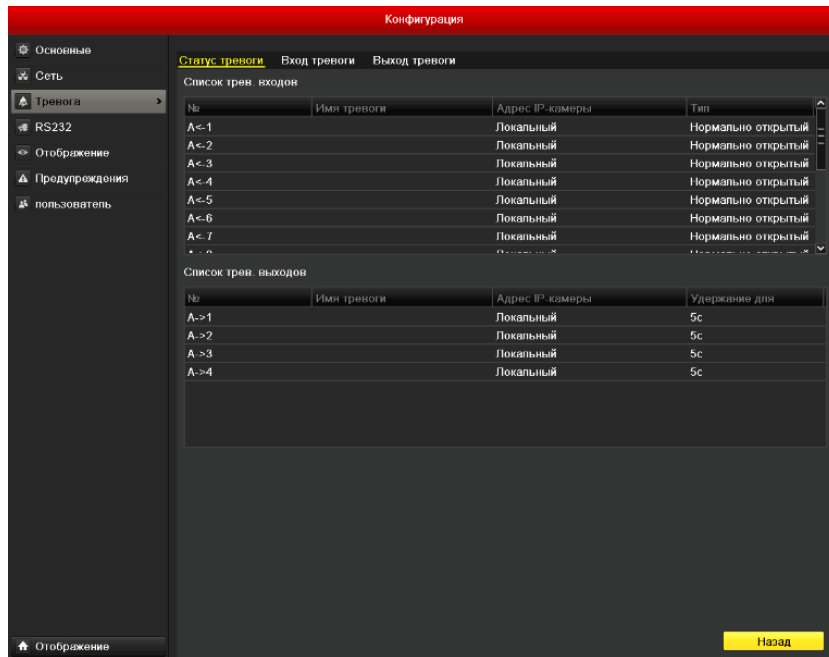 Конфигурация
Основные
Сеть
Тревога
RS232
Отображение
Предупреждения
пользователь
Отображение
Статус тревоги Вход тревоги Выход тревоги
Список трев. входов
№ Имя тревоги Адрес IP-камеры Тип
A<-1 Локальный Нормально открытый
A<-2 Локальный Нормально открытый
A<-3 Локальный Нормально открытый
A<-4 Локальный Нормально открытый
A<-5 Локальный Нормально открытый
A<-6 Локальный Нормально открытый
A<-7 Локальный Нормально открытый
Список трев. выходов
№ Имя тревоги Адрес IP-камеры Удержание для
A->1 Локальный 5с
A->2 Локальный 5с
A->3 Локальный 5с
A->4 Локальный 5с
Назад